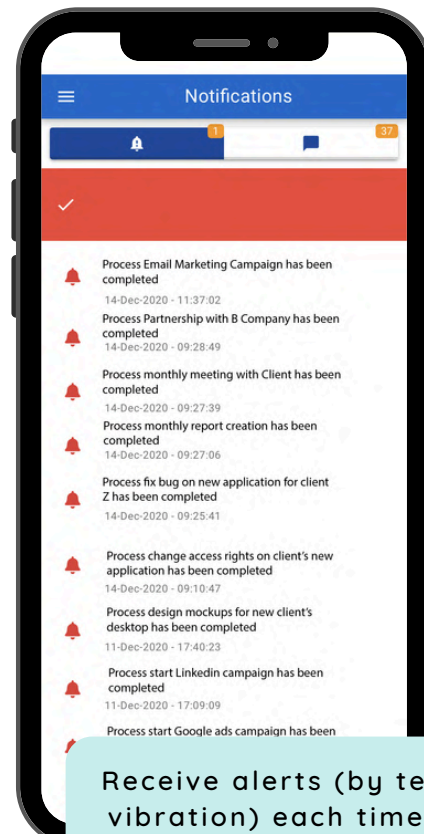 Notifications
1
37
Process Email Marketing Campaign has been
completed
14-Dec-2020 - 11:37:02
Process Partnership with B Company has been
completed
14-Dec-2020 - 09:28:49
Process monthly meeting with Client has been
completed
14-Dec-2020 - 09:27:39
Process monthly report creation has been
completed
14-Dec-2020 - 09:27:06
Process fix bug on new application for client
Z has been completed
14-Dec-2020 - 09:25:41
Process change access rights on client's new
application has been completed
14-Dec-2020 - 09:10:47
Process design mockups for new client's
desktop has been completed
11-Dec-2020 - 17:40:23
Process start Linkedin campaign has been
completed
11-Dec-2020 - 17:09:09
Process start Google ads campaign has been
Receive alerts (by te
vibration) each time